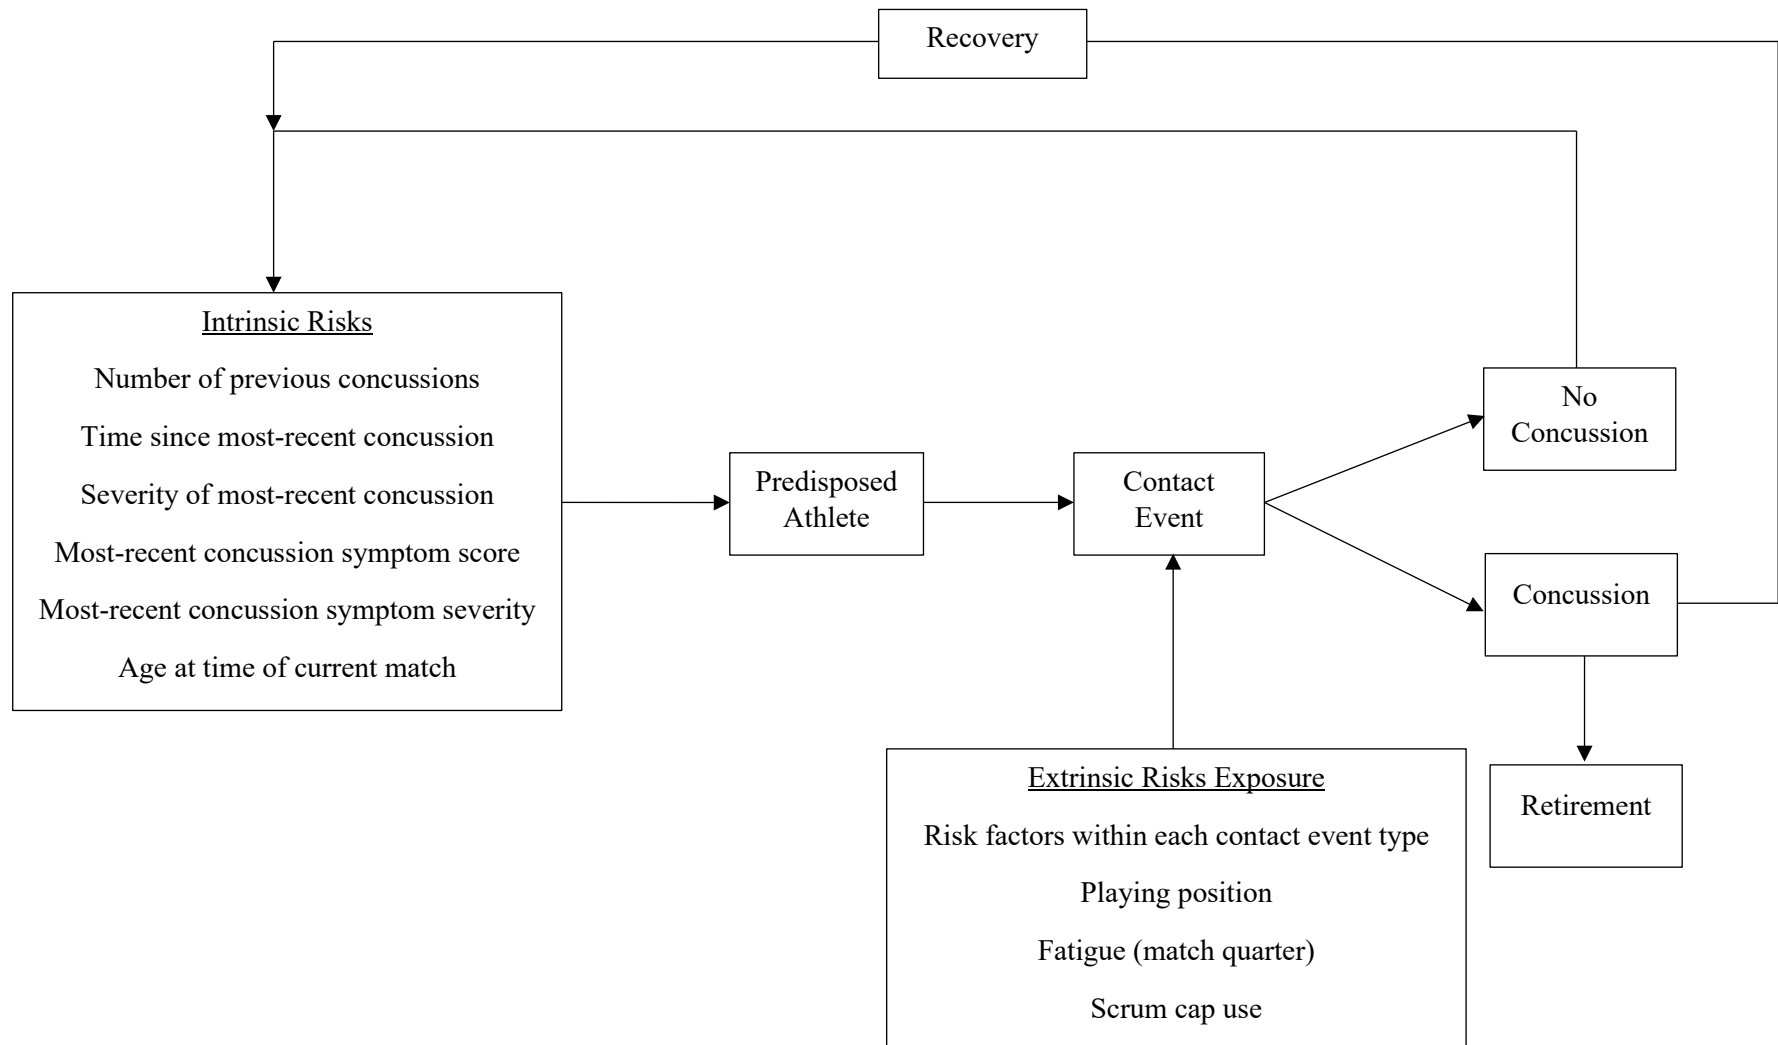 Recovery
Intrinsic Risks
Number of previous concussions
Time since most-recent concussion
Severity of most-recent concussion
Most-recent concussion symptom score
Most-recent concussion symptom severity
Age at time of current match
Predisposed
Athlete
Contact
Event
No
Concussion
Concussion
Retirement
Extrinsic Risks Exposure
Risk factors within each contact event type
Playing position
Fatigue (match quarter)
Scrum cap use